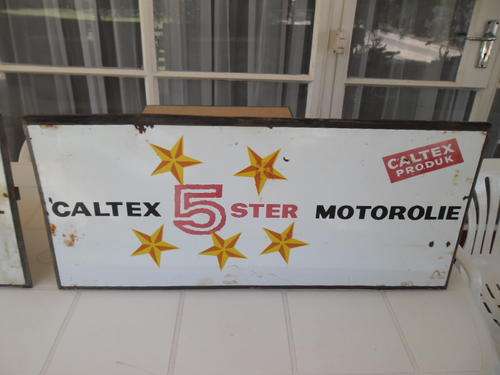 CALTEX
PRODUK
CALTEX 5 STER MOTOROLIE